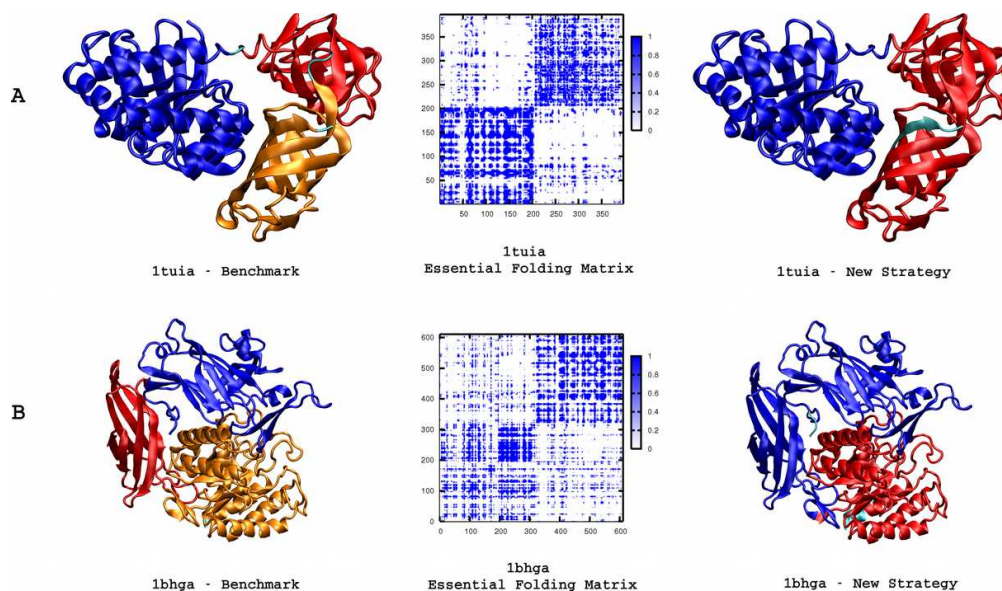 A
350
300
250
200
150
100
50
50 100 150 200 250 300 350
1
0.8
0.6
0.4
0.2
0
1tuia - Benchmark
1tuia
Essential Folding Matrix
1tuia - New Strategy
B
600
500
400
300
200
100
0
0 100 200 300 400 500 600
1
0.8
0.6
0.4
0.2
0
1bhga - Benchmark
1bhga
Essential Folding Matrix
1bhga - New Strategy